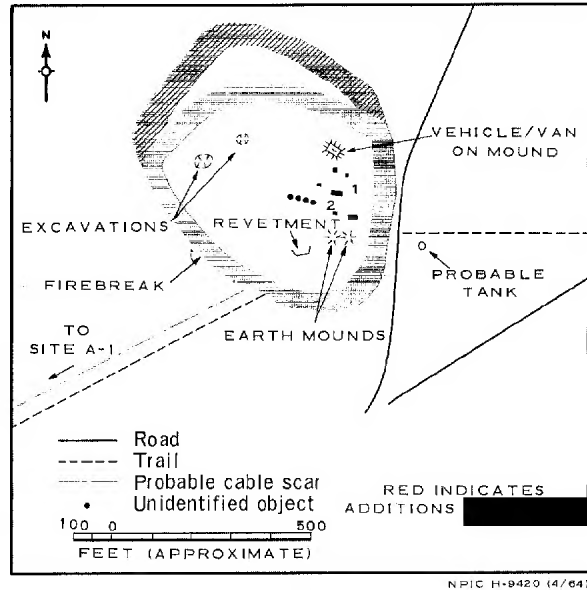 N
VEHICLE/VAN
ON MOUND
1
2
EXCAVATIONS
REVETMENT
FIREBREAK
PROBABLE
TANK
EARTH MOUNDS
TO
SITE A-1
Road
Trail
Probable cable scar
Unidentified object
RED INDICATES
ADDITIONS
100 0 500
FEET (APPROXIMATE)
NPIC H-9420 (4/64)